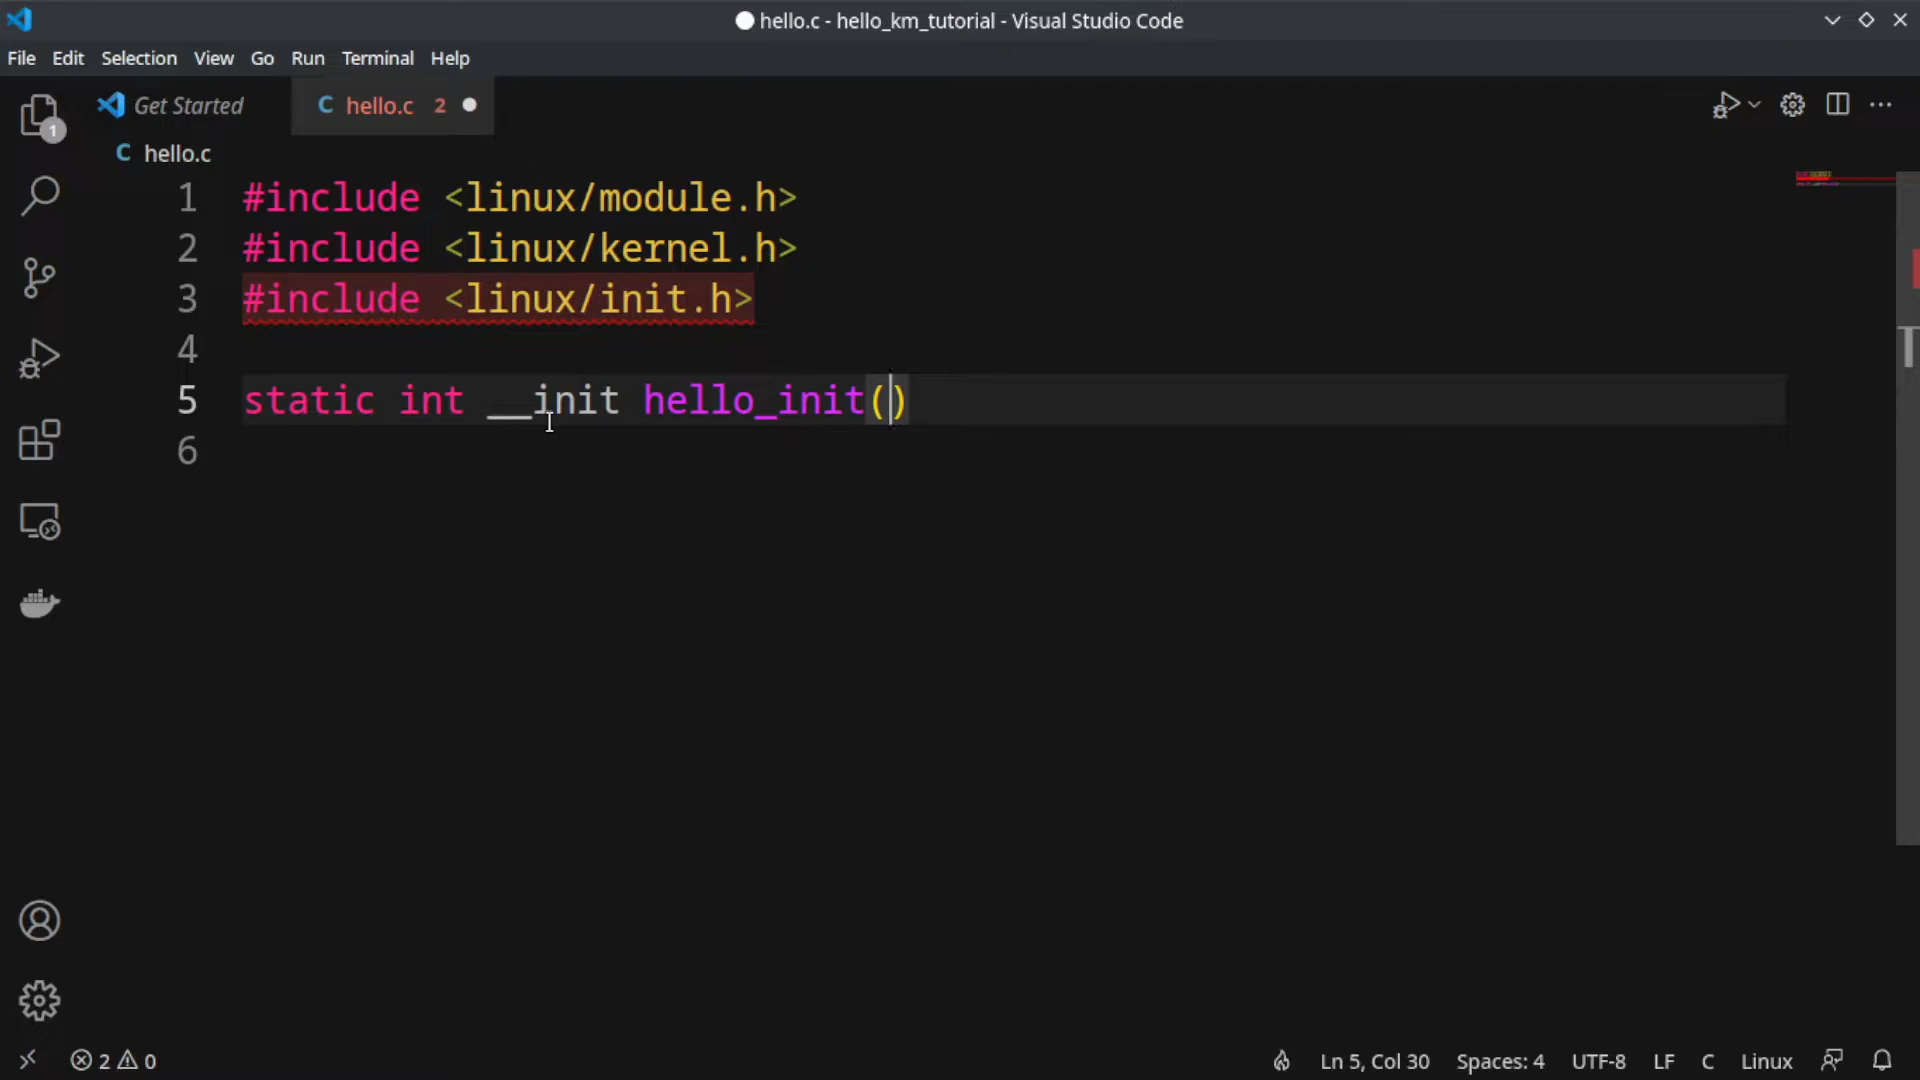 hello.c - hello_km_tutorial - Visual Studio Code
File Edit Selection View Go Run Terminal Help
Get Started hello.c 2
1
C hello.c
1 #include <linux/module.h>
2 #include <linux/kernel.h>
3 #include <linux/init.h>
4
5 static int __init hello_init()
6
2 0 Ln 5, Col 30 Spaces: 4 UTF-8 LF C Linux